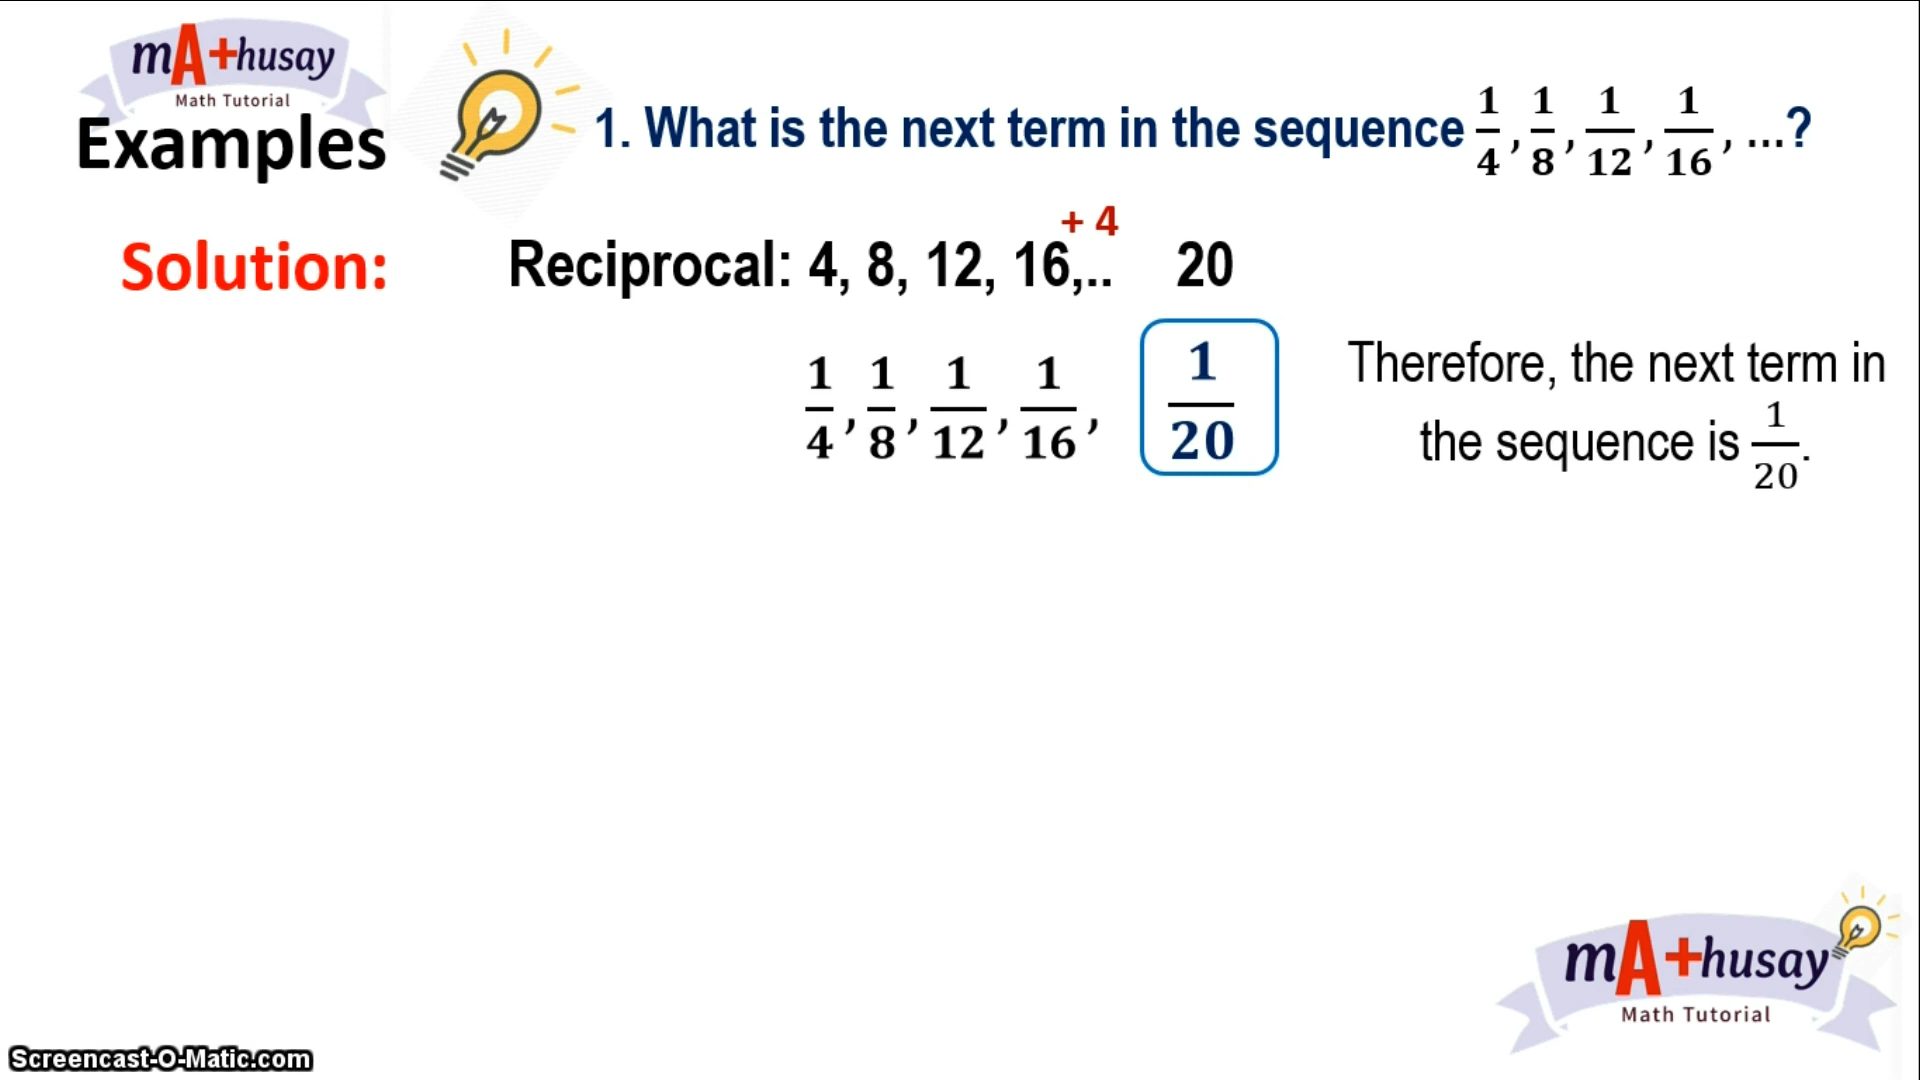 mA+husay
Math Tutorial
Examples
1. What is the next term in the sequence 1/4, 1/8, 1/12, 1/16, ...?
+ 4
Solution:
Reciprocal: 4, 8, 12, 16,.. 20
1/4, 1/8, 1/12, 1/16, 1/20
Therefore, the next term in
the sequence is 1/20.
mA+husay
Math Tutorial
Screencast-O-Matic.com